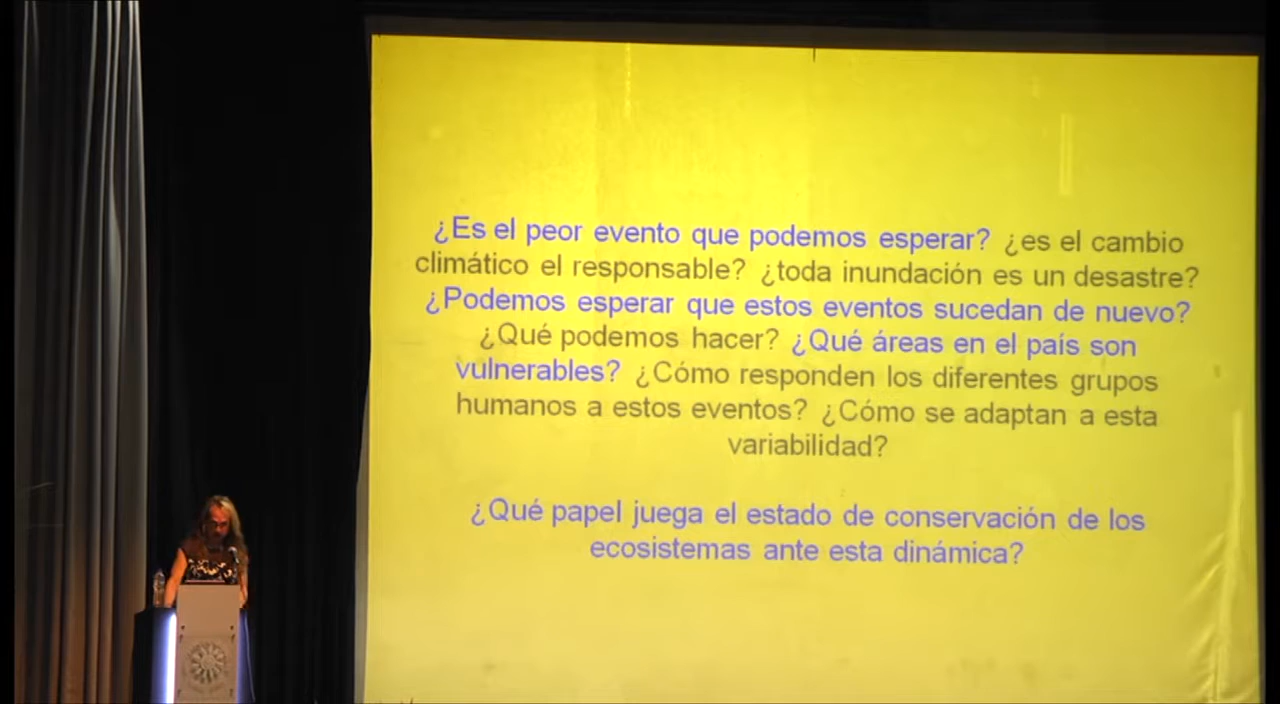 ¿Es el peor evento que podemos esperar? ¿es el cambio
climático el responsable? ¿toda inundación es un desastre?
¿Podemos esperar que estos eventos sucedan de nuevo?
¿Qué podemos hacer? ¿Qué áreas en el país son
vulnerables? ¿Cómo responden los diferentes grupos
humanos a estos eventos? ¿Cómo se adaptan a esta
variabilidad?
¿Qué papel juega el estado de conservación de los
ecosistemas ante esta dinámica?